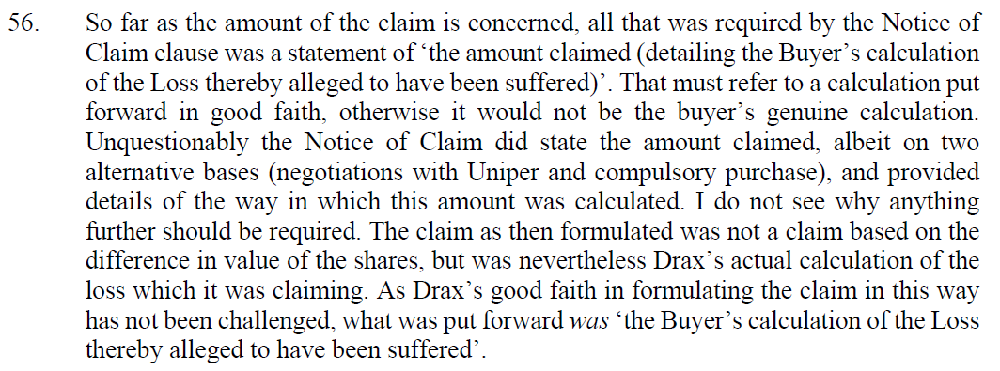 56. So far as the amount of the claim is concerned, all that was required by the Notice of
Claim clause was a statement of ‘the amount claimed (detailing the Buyer’s calculation
of the Loss thereby alleged to have been suffered)’. That must refer to a calculation put
forward in good faith, otherwise it would not be the buyer’s genuine calculation.
Unquestionably the Notice of Claim did state the amount claimed, albeit on two
alternative bases (negotiations with Uniper and compulsory purchase), and provided
details of the way in which this amount was calculated. I do not see why anything
further should be required. The claim as then formulated was not a claim based on the
difference in value of the shares, but was nevertheless Drax’s actual calculation of the
loss which it was claiming. As Drax’s good faith in formulating the claim in this way
has not been challenged, what was put forward was ‘the Buyer’s calculation of the Loss
thereby alleged to have been suffered’.